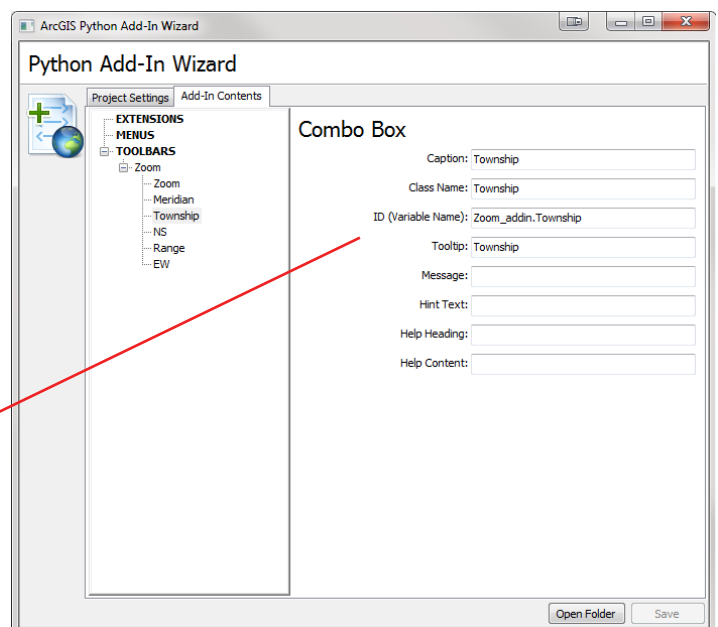 ArcGIS Python Add-In Wizard
Python Add-In Wizard
Project Settings
Add-In Contents
EXTENSIONS
MENUS
TOOLBARS
Zoom
Zoom
Meridian
Township
NS
Range
EW
Combo Box
Caption: Township
Class Name: Township
ID (Variable Name): Zoom_addin.Township
Tooltip: Township
Message:
Hint Text:
Help Heading:
Help Content:
Open Folder
Save